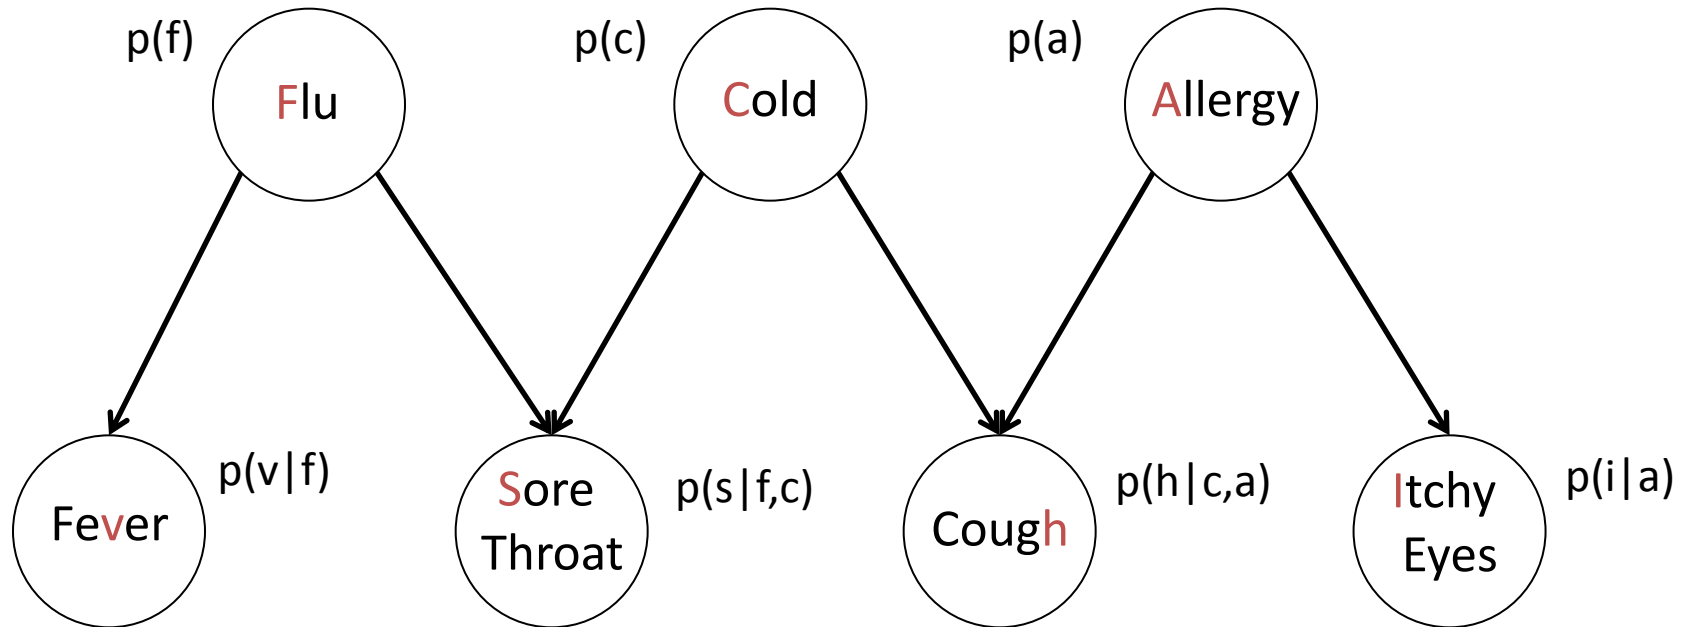 p(f)
Flu
p(c)
Cold
p(a)
Allergy
Fever
p(v|f)
Sore
Throat
p(s|f,c)
Cough
p(h|c,a)
Itchy
Eyes
p(i|a)